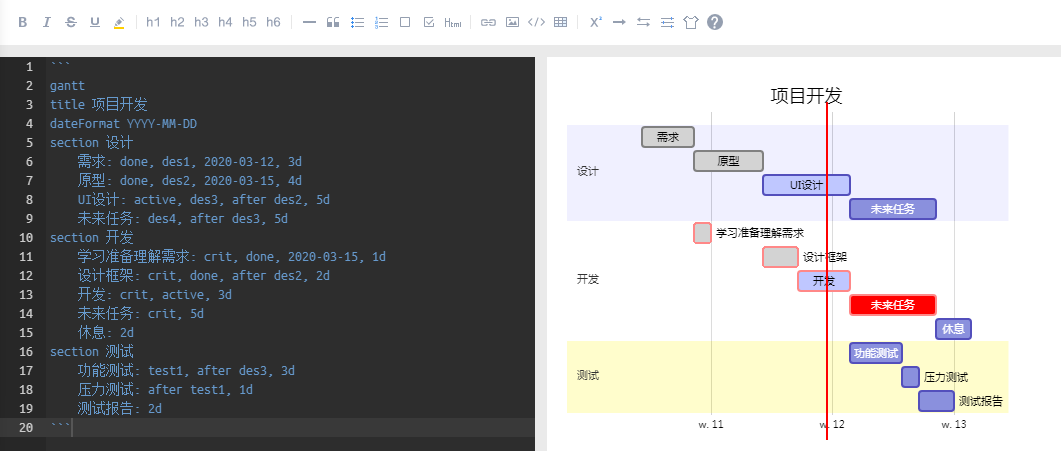 B I S U h1 h2 h3 h4 h5 h6 Html X²
1 ```
2 gantt
3 title 项目开发
4 dateFormat YYYY-MM-DD
5 section 设计
6 需求: done, des1, 2020-03-12, 3d
7 原型: done, des2, 2020-03-15, 4d
8 UI设计: active, des3, after des2, 5d
9 未来任务: des4, after des3, 5d
10 section 开发
11 学习准备理解需求: crit, done, 2020-03-15, 1d
12 设计框架: crit, done, after des2, 2d
13 开发: crit, active, 3d
14 未来任务: crit, 5d
15 休息: 2d
16 section 测试
17 功能测试: test1, after des3, 3d
18 压力测试: after test1, 1d
19 测试报告: 2d
20 ```
项目开发
需求
原型
设计
UI设计
未来任务
学习准备理解需求
设计框架
开发
开发
未来任务
休息
功能测试
测试
压力测试
测试报告
w. 11 w. 12 w. 13